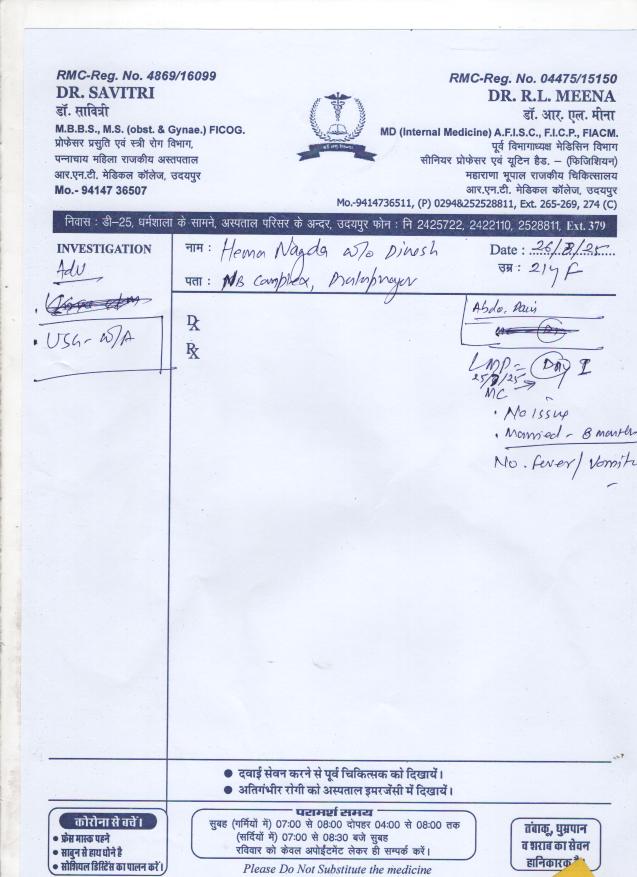 RMC-Reg. No. 4869/16099
DR. SAVITRI
डॉ. सावित्री
M.B.B.S., M.S. (obst. & Gynae.) FICOG.
प्रोफेसर प्रसुति एवं स्त्री रोग विभाग,
पन्नाचाय महिला राजकीय अस्तपताल
आर.एन.टी. मेडिकल कॉलेज, उदयपुर
Mo.- 94147 36507
RMC-Reg. No. 04475/15150
DR. R.L. MEENA
डॉ. आर. एल. मीना
MD (Internal Medicine) A.F.I.S.C., F.I.C.P., FIACM.
पूर्व विभागाध्यक्ष मेडिसिन विभाग
सीनियर प्रोफेसर एवं यूटिन हैड. – (फिजिशियन)
महाराणा भूपाल राजकीय चिकित्सालय
आर.एन.टी. मेडिकल कॉलेज, उदयपुर
Mo.-9414736511, (P) 0294&252528811, Ext. 265-269, 274 (C)
निवास : डी-25, धर्मशाला के सामने, अस्पताल परिसर के अन्दर, उदयपुर फोन : नि 2425722, 2422110, 2528811, Ext. 379
INVESTIGATION
Adv
• USG- W/A
नाम : Hema Nagda w/o Dinesh
पता : NB Complex,
Date : 26/8/25
उम्र : 21y F
Dx
Rx
Abdo. Pain
LMP = Day I
25/8/25
MC
• No issue
• Married - 8 months
No. fever/ Vomit
● दवाई सेवन करने से पूर्व चिकित्सक को दिखायें।
● अतिगंभीर रोगी को अस्पताल इमरजेंसी में दिखायें।
कोरोना से बचें।
● फ्रेस मास्क पहने
● साबुन से हाथ धोने है
● सोशियल डिस्टिेंस का पालन करें।
परामर्श समय
सुबह (गर्मियों में) 07:00 से 08:00 दोपहर 04:00 से 08:00 तक
(सर्दियों में) 07:00 से 08:30 बजे सुबह
रविवार को केवल अपोईंटमेंट लेकर ही सम्पर्क करें।
Please Do Not Substitute the medicine
तंबाकू, धुम्रपान
व शराब का सेवन
हानिकारक है।